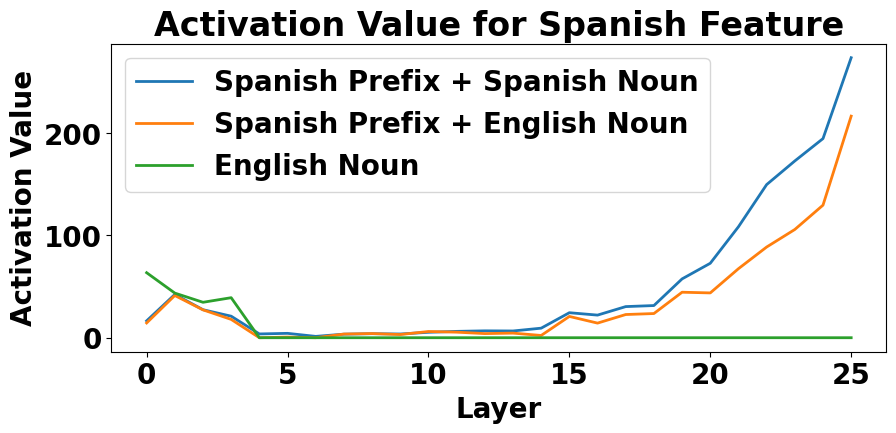 Activation Value for Spanish Feature
Spanish Prefix + Spanish Noun
Spanish Prefix + English Noun
English Noun
Activation Value
200
100
0
0 5 10 15 20 25
Layer